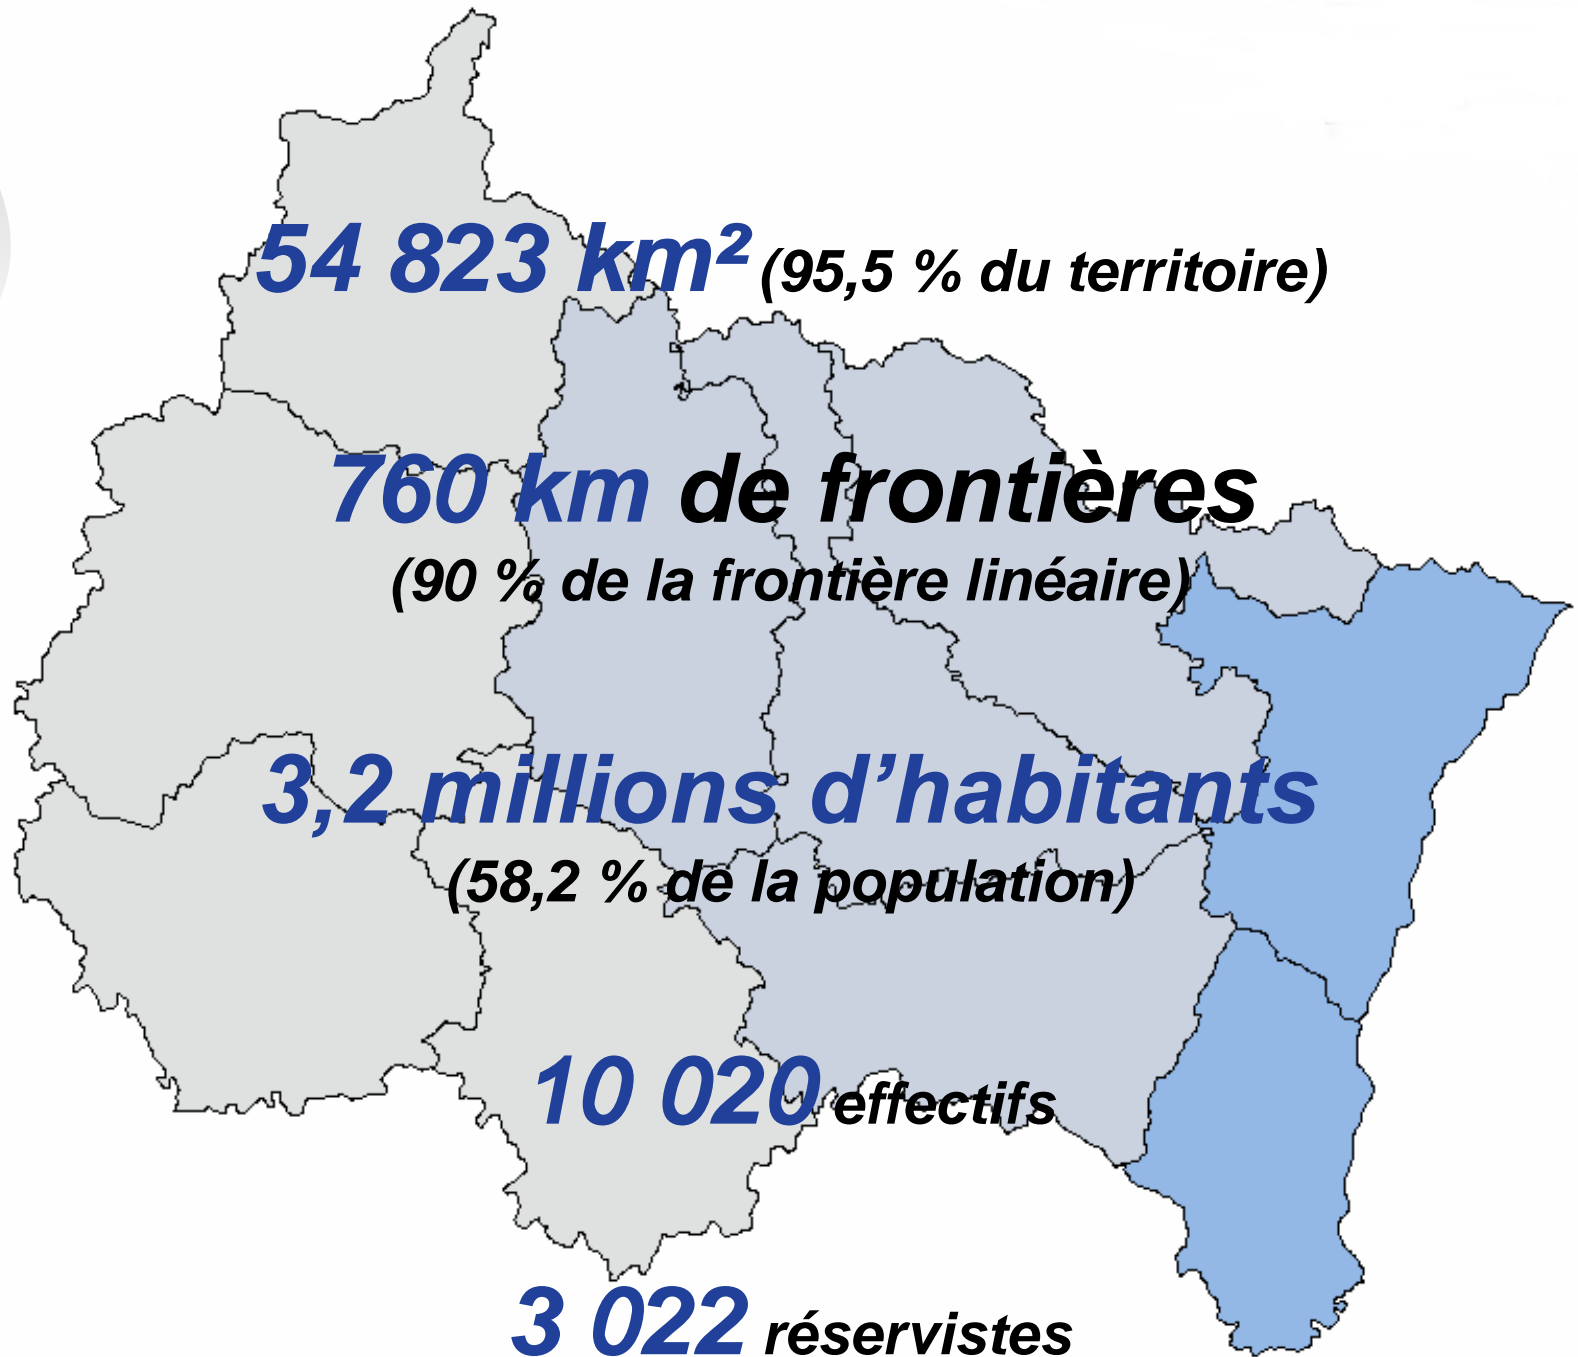 54 823 km² (95,5 % du territoire)
760 km de frontières
(90 % de la frontière linéaire)
3,2 millions d’habitants
(58,2 % de la population)
10 020 effectifs
3 022 réservistes